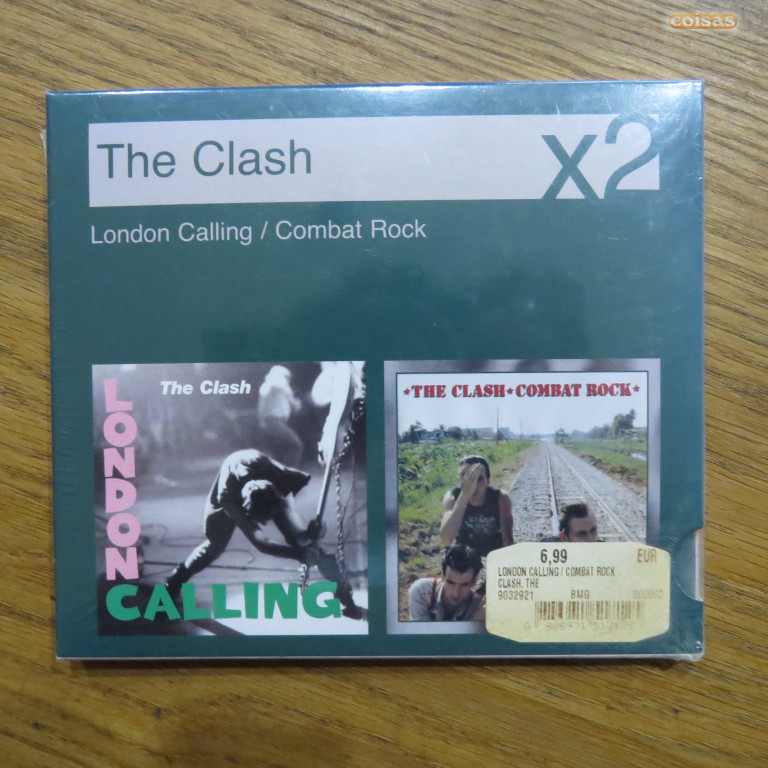 coisas
The Clash
x2
London Calling / Combat Rock
The Clash
LONDON
CALLING
★THE CLASH★COMBAT ROCK★
6,99 EUR
LONDON CALLING / COMBAT ROCK
CLASH, THE
9032921 BMG